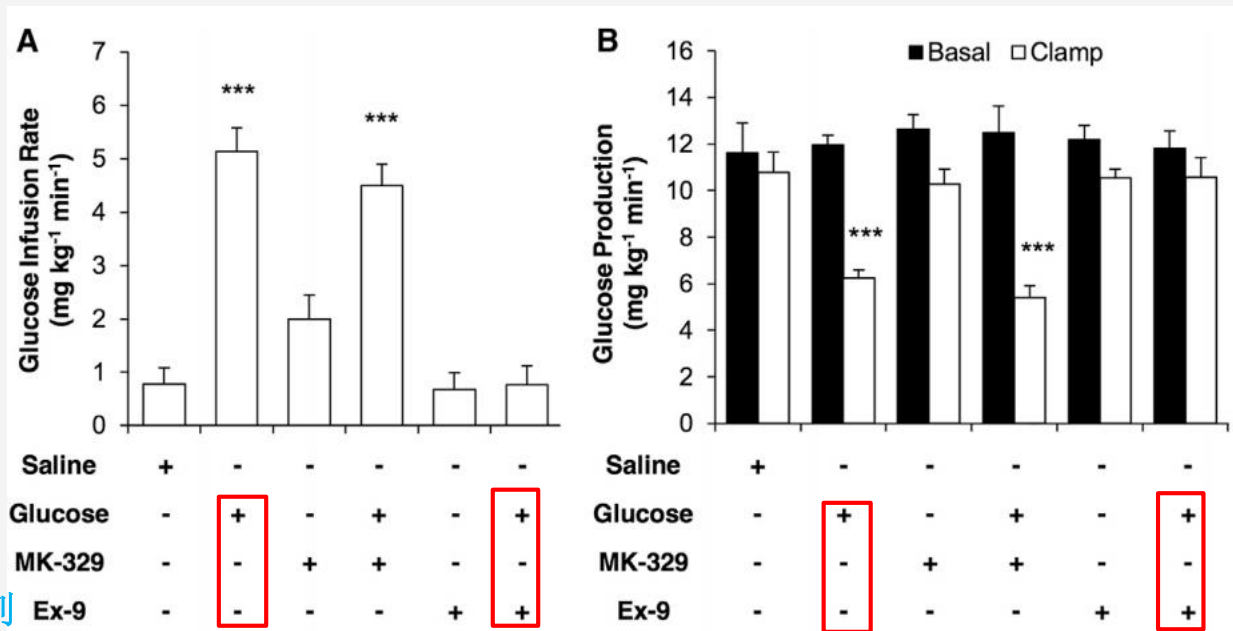 A
Glucose Infusion Rate
(mg kg-1 min-1)
7
6
5
4
3
2
1
0
***
***
Saline + - - - - -
Glucose - + - + - +
MK-329 - - + + - -
Ex-9 - - - - + +
剂
B
Glucose Production
(mg kg-1 min-1)
16
14
12
10
8
6
4
2
0
Basal Clamp
***
***
Saline + - - - - -
Glucose - + - + - +
MK-329 - - + + - -
Ex-9 - - - - + +